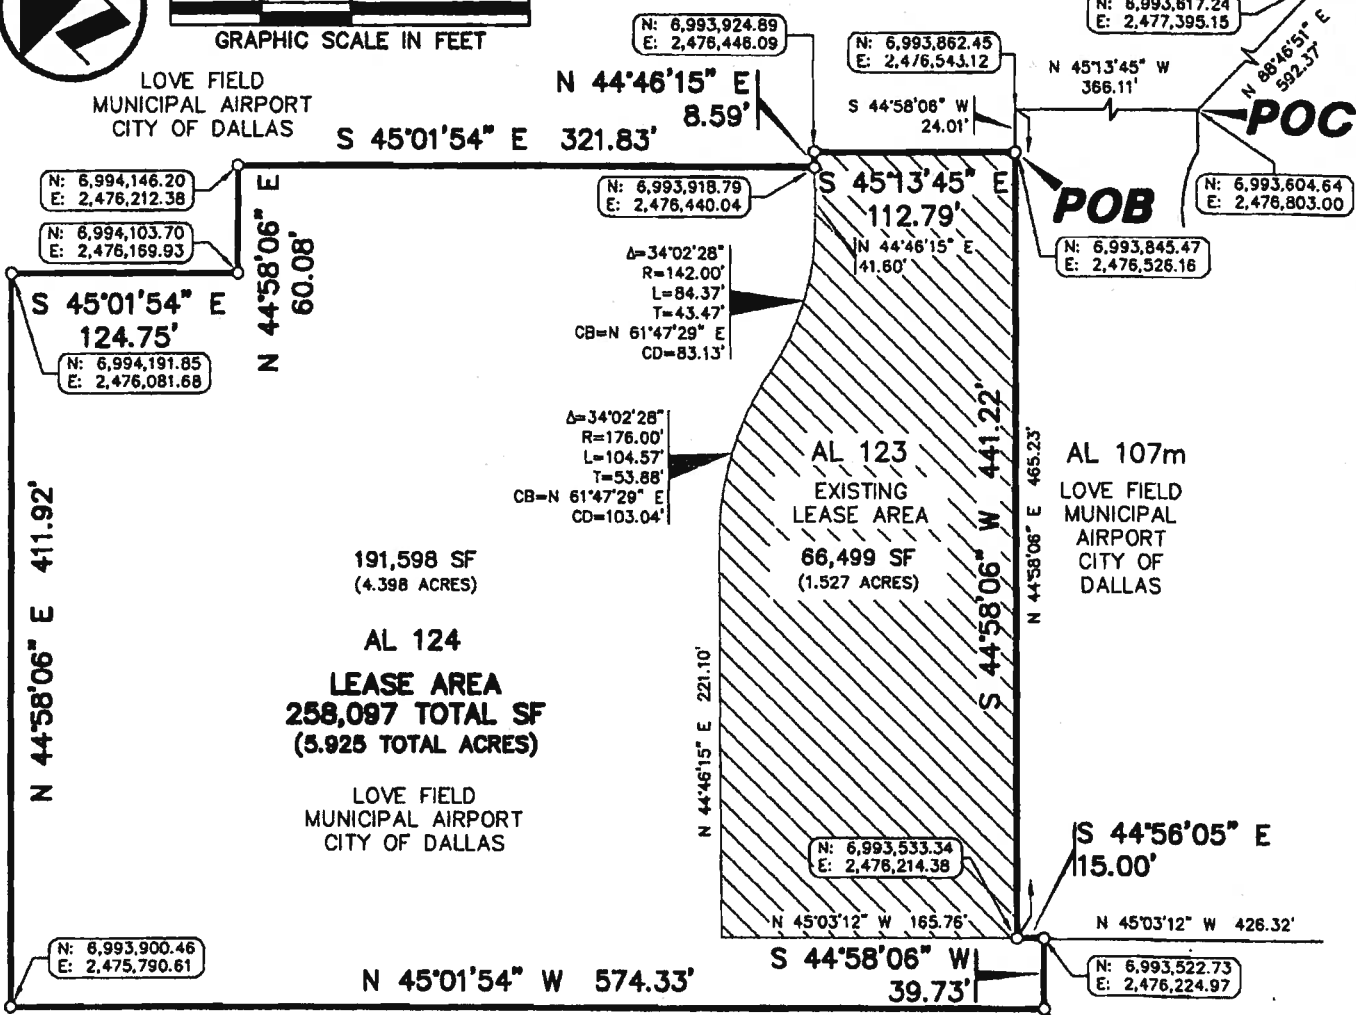 GRAPHIC SCALE IN FEET
LOVE FIELD
MUNICIPAL AIRPORT
CITY OF DALLAS
N: 6,993,924.89
E: 2,476,446.09
N: 6,993,862.45
E: 2,476,543.12
N: 6,993,617.24
E: 2,477,395.15
N 44°46'15" E
8.59'
S 44°58'06" W
24.01'
N 45°13'45" W
366.11'
N 88°46'51" E
592.37'
POC
S 45°01'54" E 321.83'
N: 6,994,146.20
E: 2,476,212.38
N: 6,994,103.70
E: 2,476,169.93
N 44°58'06" E
60.08'
N: 6,993,918.79
E: 2,476,440.04
S 45°13'45" E
112.79'
POB
N: 6,993,604.64
E: 2,476,803.00
N: 6,993,845.47
E: 2,476,526.16
N 44°46'15" E
41.60'
S 45°01'54" E
124.75'
N: 6,994,191.85
E: 2,476,081.68
Δ=34°02'28"
R=142.00'
L=84.37'
T=43.47'
CB=N 61°47'29" E
CD=83.13'
Δ=34°02'28"
R=176.00'
L=104.57'
T=53.88'
CB=N 61°47'29" E
CD=103.04'
AL 123
EXISTING
LEASE AREA
66,499 SF
(1.527 ACRES)
S 44°58'06" W 441.22'
N 44°58'06" E 465.23'
AL 107m
LOVE FIELD
MUNICIPAL
AIRPORT
CITY OF
DALLAS
N 44°58'06" E 411.92'
191,598 SF
(4.398 ACRES)
AL 124
LEASE AREA
258,097 TOTAL SF
(5.925 TOTAL ACRES)
LOVE FIELD
MUNICIPAL AIRPORT
CITY OF DALLAS
N 44°46'15" E 221.10'
N: 6,993,533.34
E: 2,476,214.38
S 44°56'05" E
15.00'
N 45°03'12" W 165.76'
N 45°03'12" W 426.32'
S 44°58'06" W
39.73'
N: 6,993,522.73
E: 2,476,224.97
N: 6,993,900.46
E: 2,475,790.61
N 45°01'54" W 574.33'